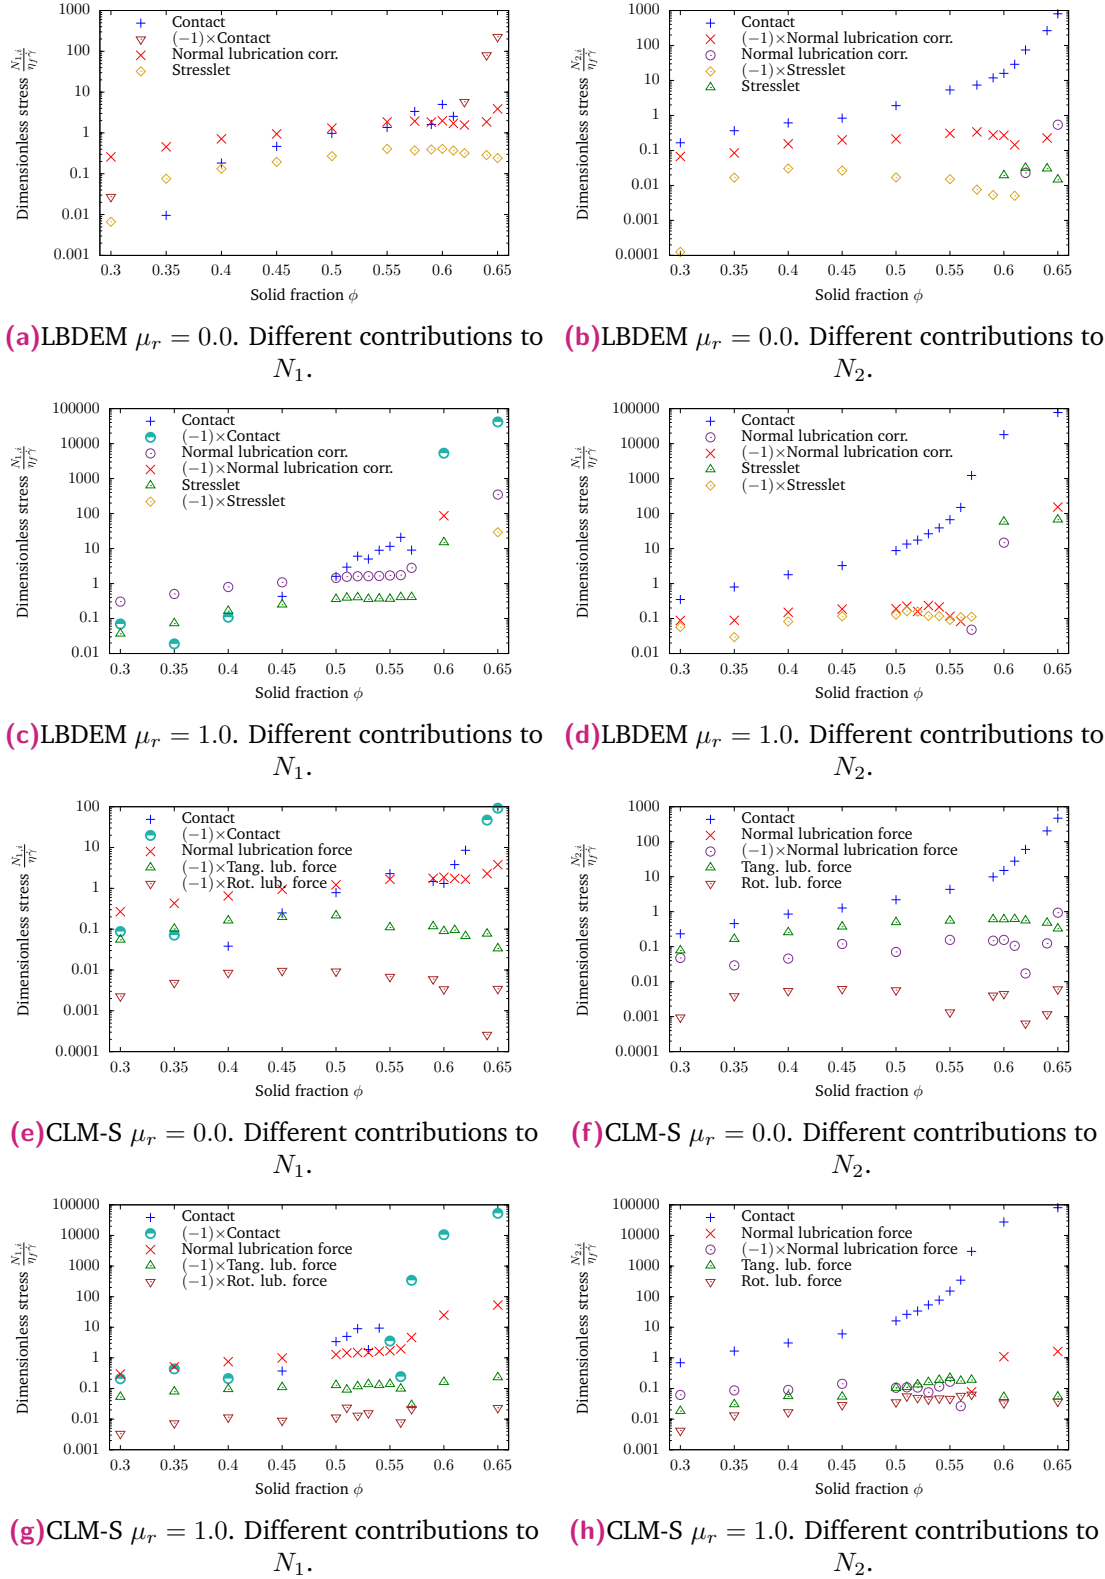 Dimensionless stress N₁,ᵢ/η_f γ̇
1000
100
10
1
0.1
0.01
0.001
Contact
(−1)×Contact
Normal lubrication corr.
Stresslet
0.3 0.35 0.4 0.45 0.5 0.55 0.6 0.65
Solid fraction ϕ
(a)LBDEM μᵣ = 0.0. Different contributions to
N₁.
Dimensionless stress N₂,ᵢ/η_f γ̇
1000
100
10
1
0.1
0.01
0.001
0.0001
Contact
(−1)×Normal lubrication corr.
Normal lubrication corr.
(−1)×Stresslet
Stresslet
0.3 0.35 0.4 0.45 0.5 0.55 0.6 0.65
Solid fraction ϕ
(b)LBDEM μᵣ = 0.0. Different contributions to
N₂.
Dimensionless stress N₁,ᵢ/η_f γ̇
100000
10000
1000
100
10
1
0.1
0.01
Contact
(−1)×Contact
Normal lubrication corr.
(−1)×Normal lubrication corr.
Stresslet
(−1)×Stresslet
0.3 0.35 0.4 0.45 0.5 0.55 0.6 0.65
Solid fraction ϕ
(c)LBDEM μᵣ = 1.0. Different contributions to
N₁.
Dimensionless stress N₂,ᵢ/η_f γ̇
100000
10000
1000
100
10
1
0.1
0.01
Contact
Normal lubrication corr.
(−1)×Normal lubrication corr.
Stresslet
(−1)×Stresslet
0.3 0.35 0.4 0.45 0.5 0.55 0.6 0.65
Solid fraction ϕ
(d)LBDEM μᵣ = 1.0. Different contributions to
N₂.
Dimensionless stress N₁,ᵢ/ηγ̇
100
10
1
0.1
0.01
0.001
0.0001
Contact
(−1)×Contact
Normal lubrication force
(−1)×Tang. lub. force
(−1)×Rot. lub. force
0.3 0.35 0.4 0.45 0.5 0.55 0.6 0.65
Solid fraction ϕ
(e)CLM-S μᵣ = 0.0. Different contributions to
N₁.
Dimensionless stress N₂,ᵢ/η_f γ̇
1000
100
10
1
0.1
0.01
0.001
0.0001
Contact
Normal lubrication force
(−1)×Normal lubrication force
Tang. lub. force
Rot. lub. force
0.3 0.35 0.4 0.45 0.5 0.55 0.6 0.65
Solid fraction ϕ
(f)CLM-S μᵣ = 0.0. Different contributions to
N₂.
Dimensionless stress N₁,ᵢ/η_f γ̇
100000
10000
1000
100
10
1
0.1
0.01
0.001
Contact
(−1)×Contact
Normal lubrication force
(−1)×Tang. lub. force
(−1)×Rot. lub. force
0.3 0.35 0.4 0.45 0.5 0.55 0.6 0.65
Solid fraction ϕ
(g)CLM-S μᵣ = 1.0. Different contributions to
N₁.
Dimensionless stress N₂,ᵢ/η_f γ̇
100000
10000
1000
100
10
1
0.1
0.01
0.001
Contact
Normal lubrication force
(−1)×Normal lubrication force
Tang. lub. force
Rot. lub. force
0.3 0.35 0.4 0.45 0.5 0.55 0.6 0.65
Solid fraction ϕ
(h)CLM-S μᵣ = 1.0. Different contributions to
N₂.